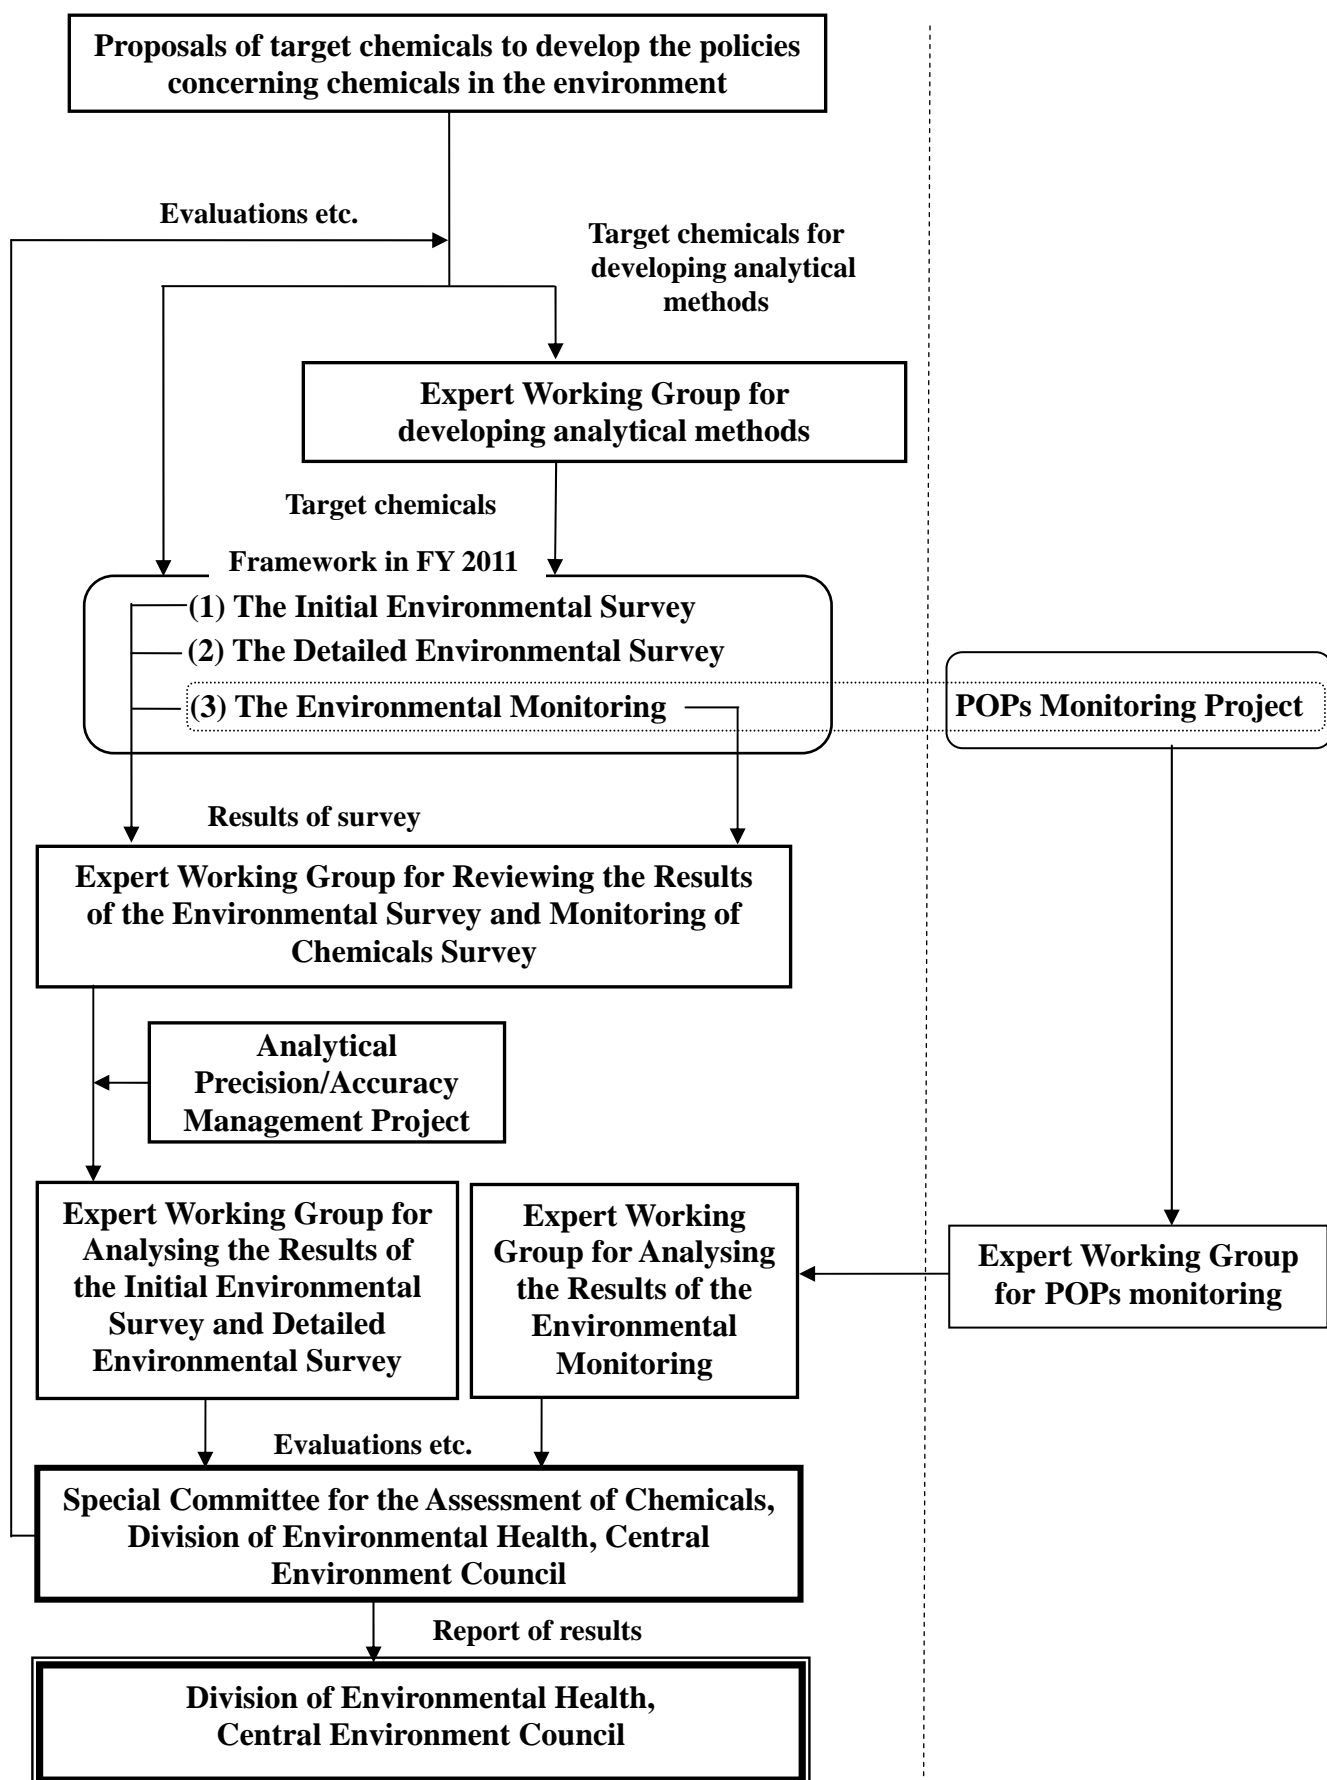 Proposals of target chemicals to develop the policies
concerning chemicals in the environment
Evaluations etc.
Target chemicals for
developing analytical
methods
Expert Working Group for
developing analytical methods
Target chemicals
Framework in FY 2011
(1) The Initial Environmental Survey
(2) The Detailed Environmental Survey
(3) The Environmental Monitoring
POPs Monitoring Project
Results of survey
Expert Working Group for Reviewing the Results
of the Environmental Survey and Monitoring of
Chemicals Survey
Analytical
Precision/Accuracy
Management Project
Expert Working Group for
Analysing the Results of
the Initial Environmental
Survey and Detailed
Environmental Survey
Expert Working
Group for Analysing
the Results of the
Environmental
Monitoring
Expert Working Group
for POPs monitoring
Evaluations etc.
Special Committee for the Assessment of Chemicals,
Division of Environmental Health, Central
Environment Council
Report of results
Division of Environmental Health,
Central Environment Council